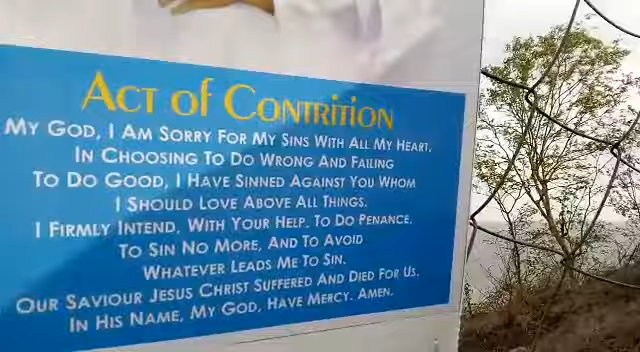 ACT OF CONTRITION
MY GOD, I AM SORRY FOR MY SINS WITH ALL MY HEART.
IN CHOOSING TO DO WRONG AND FAILING
TO DO GOOD, I HAVE SINNED AGAINST YOU WHOM
I SHOULD LOVE ABOVE ALL THINGS.
I FIRMLY INTEND, WITH YOUR HELP, TO DO PENANCE.
TO SIN NO MORE, AND TO AVOID
WHATEVER LEADS ME TO SIN.
OUR SAVIOUR JESUS CHRIST SUFFERED AND DIED FOR US.
IN HIS NAME, MY GOD, HAVE MERCY. AMEN.